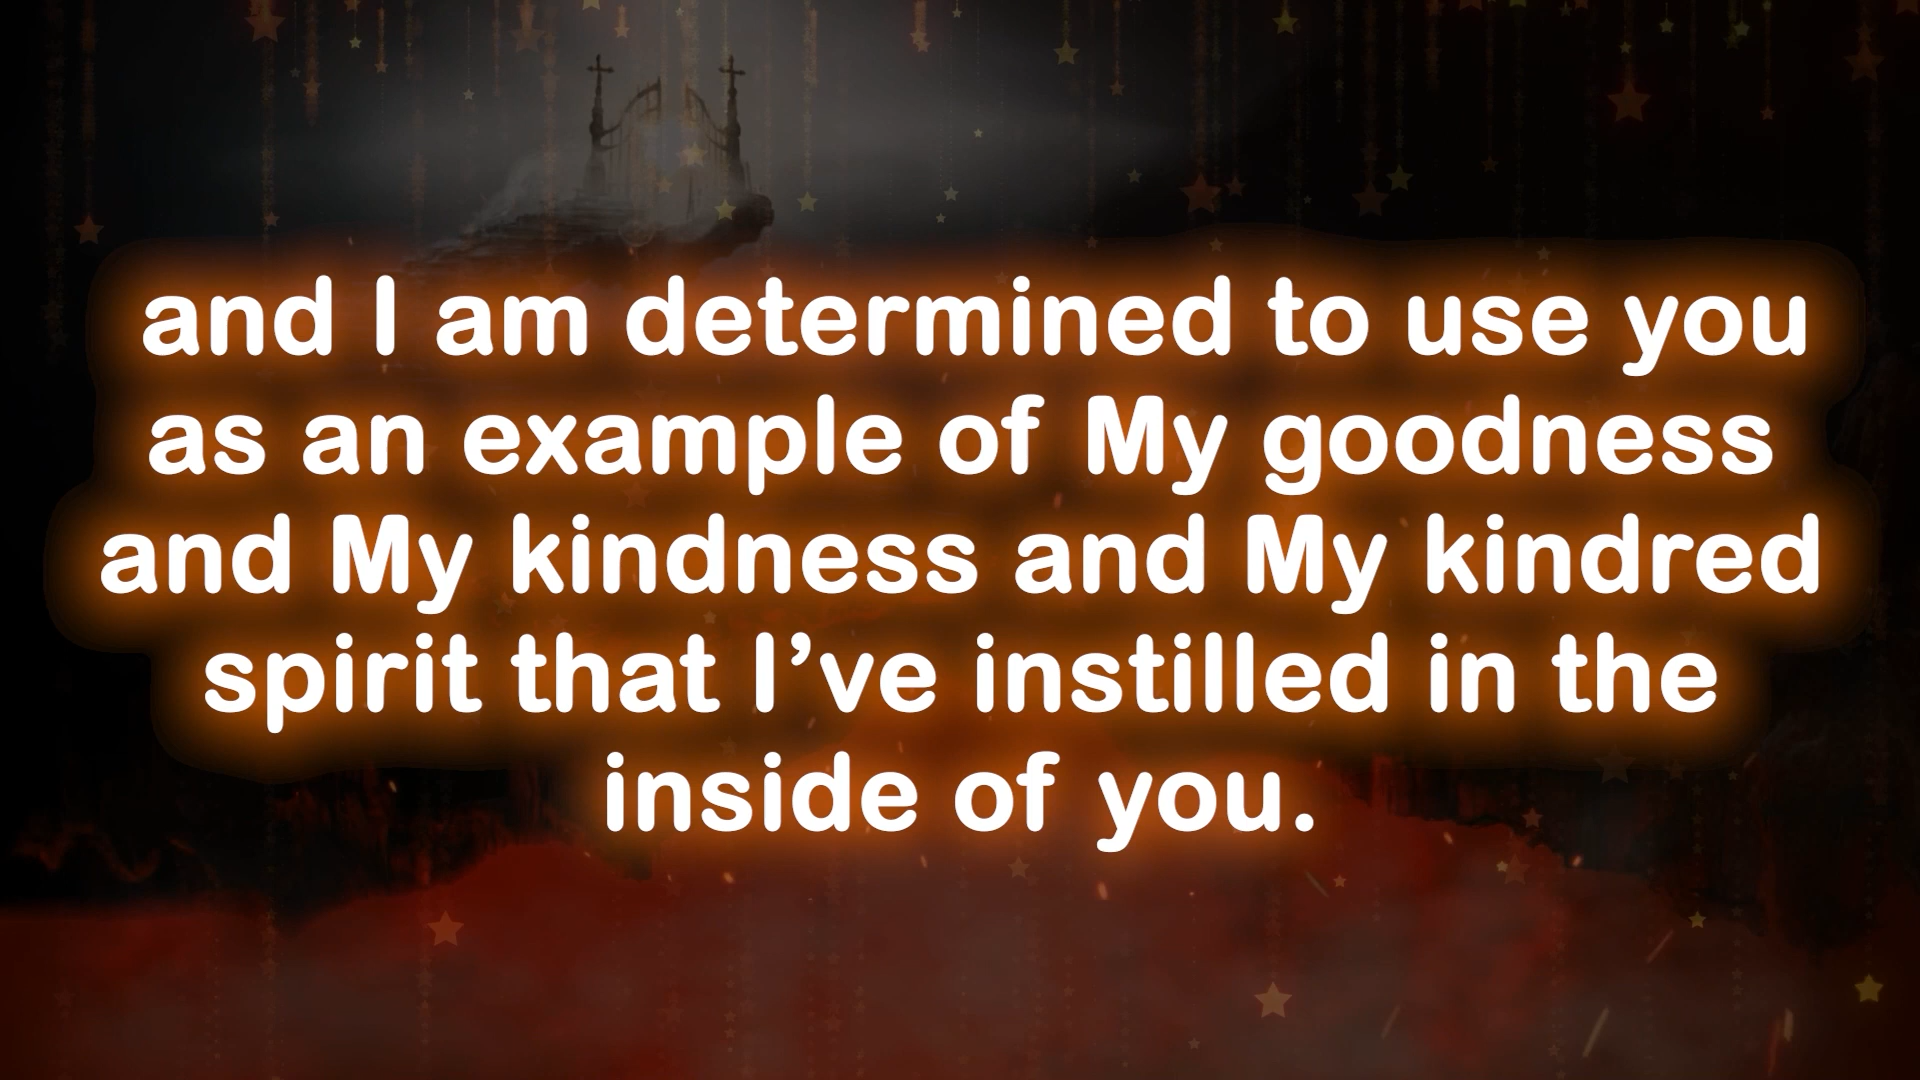 and I am determined to use you
as an example of My goodness
and My kindness and My kindred
spirit that I’ve instilled in the
inside of you.